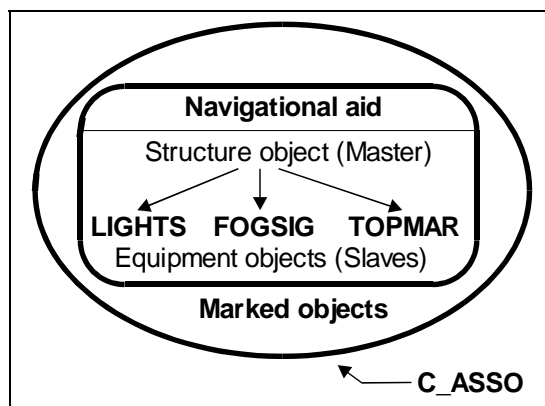 Navigational aid
Structure object (Master)
LIGHTS FOGSIG TOPMAR
Equipment objects (Slaves)
Marked objects
C_ASSO